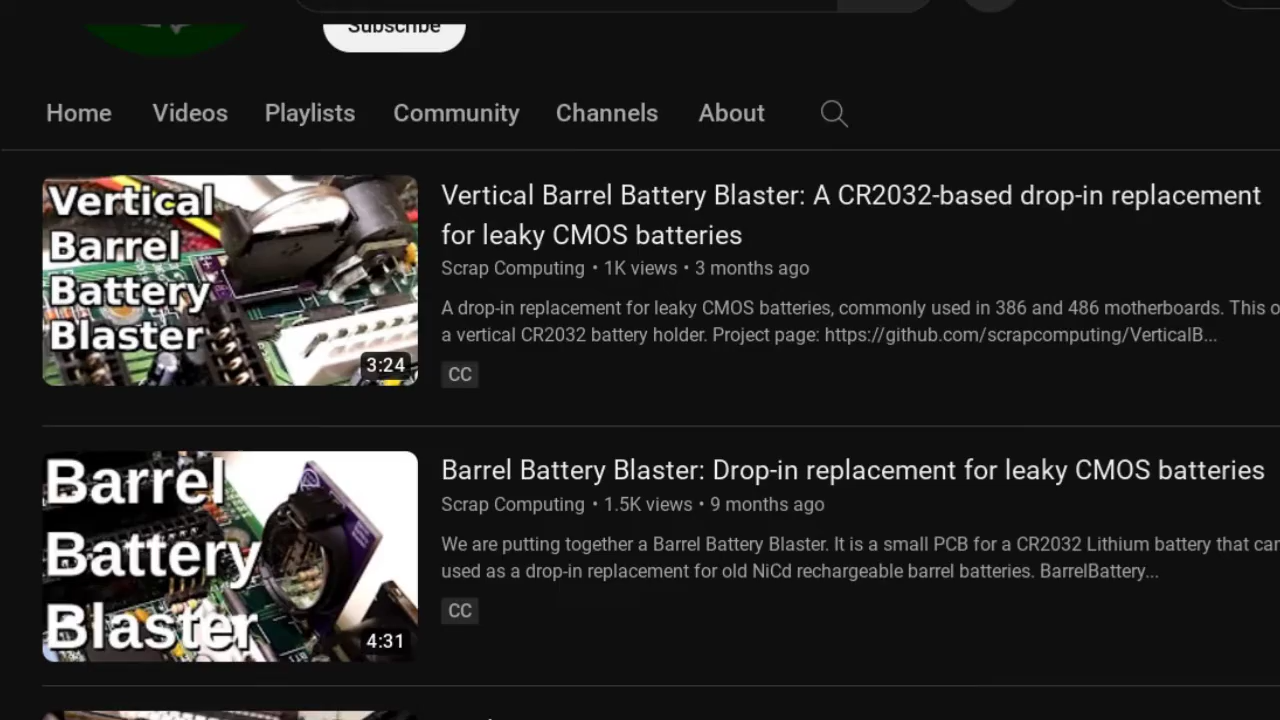 Subscribe
Home Videos Playlists Community Channels About
Vertical
Barrel
Battery
Blaster
3:24
Vertical Barrel Battery Blaster: A CR2032-based drop-in replacement
for leaky CMOS batteries
Scrap Computing • 1K views • 3 months ago
A drop-in replacement for leaky CMOS batteries, commonly used in 386 and 486 motherboards. This
a vertical CR2032 battery holder. Project page: https://github.com/scrapcomputing/VerticalB...
CC
Barrel
Battery
Blaster
4:31
Barrel Battery Blaster: Drop-in replacement for leaky CMOS batteries
Scrap Computing • 1.5K views • 9 months ago
We are putting together a Barrel Battery Blaster. It is a small PCB for a CR2032 Lithium battery that can
used as a drop-in replacement for old NiCd rechargeable barrel batteries. BarrelBattery...
CC